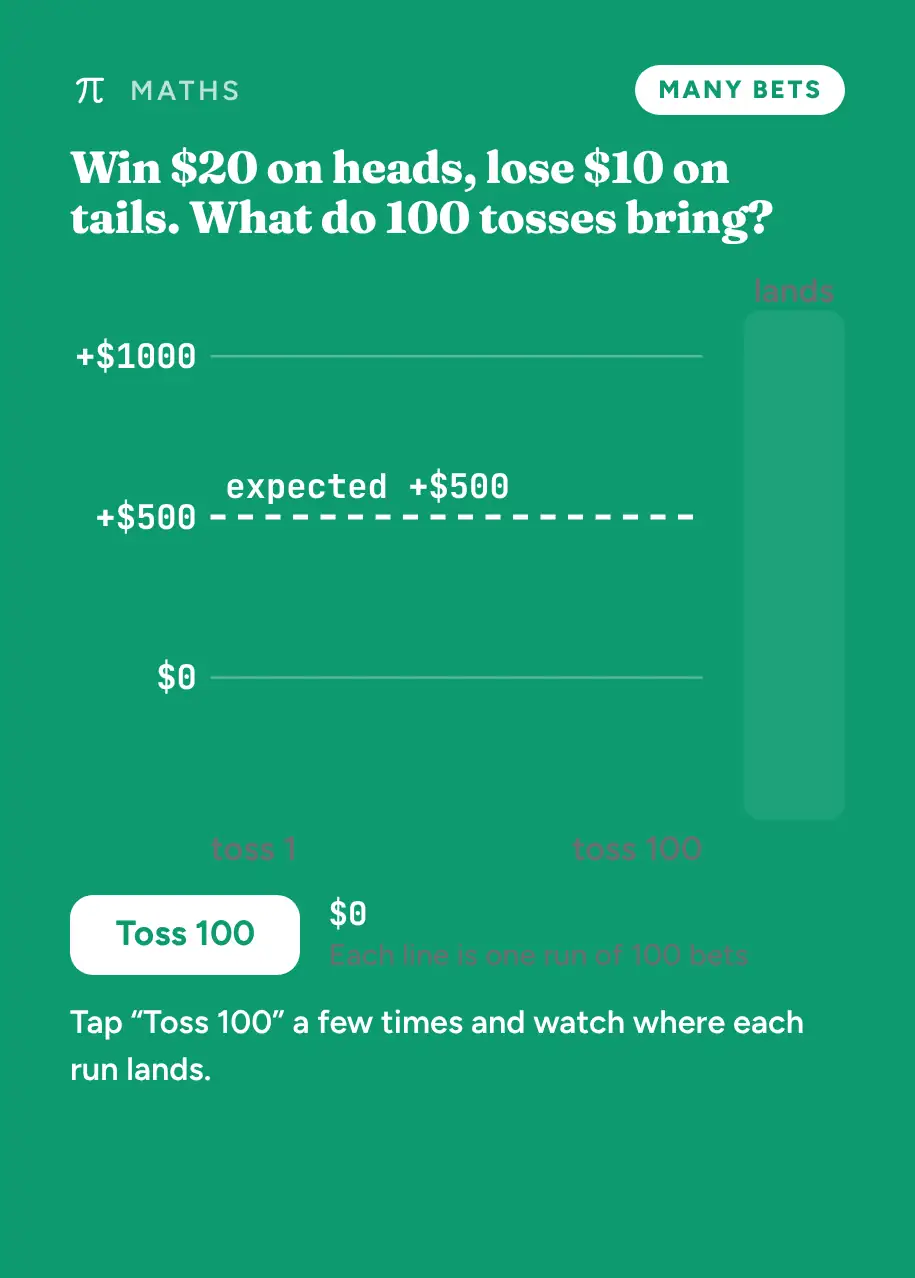 π MATHS
MANY BETS
Win $20 on heads, lose $10 on
tails. What do 100 tosses bring?
lands
+$1000
expected +$500
+$500
$0
toss 1
toss 100
Toss 100
$0
Each line is one run of 100 bets
Tap “Toss 100” a few times and watch where each
run lands.